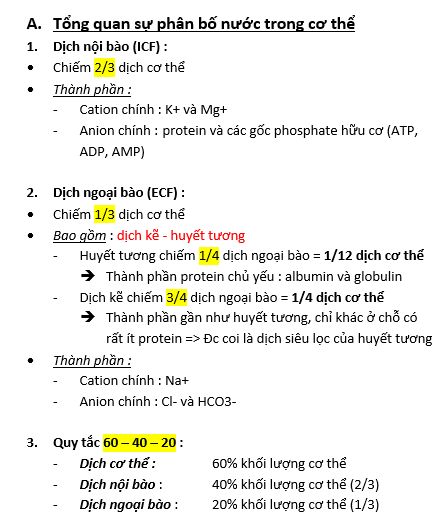 A. Tổng quan sự phân bố nước trong cơ thể
1. Dịch nội bào (ICF) :
• Chiếm 2/3 dịch cơ thể
• Thành phần :
- Cation chính : K+ và Mg+
- Anion chính : protein và các gốc phosphate hữu cơ (ATP,
ADP, AMP)
2. Dịch ngoại bào (ECF) :
• Chiếm 1/3 dịch cơ thể
• Bao gồm : dịch kẽ - huyết tương
- Huyết tương chiếm 1/4 dịch ngoại bào = 1/12 dịch cơ thể
➔ Thành phần protein chủ yếu : albumin và globulin
- Dịch kẽ chiếm 3/4 dịch ngoại bào = 1/4 dịch cơ thể
➔ Thành phần gần như huyết tương, chỉ khác ở chỗ có
rất ít protein => Đc coi là dịch siêu lọc của huyết tương
• Thành phần :
- Cation chính : Na+
- Anion chính : Cl- và HCO3-
3. Quy tắc 60 – 40 – 20 :
- Dịch cơ thể : 60% khối lượng cơ thể
- Dịch nội bào : 40% khối lượng cơ thể (2/3)
- Dịch ngoại bào : 20% khối lượng cơ thể (1/3)